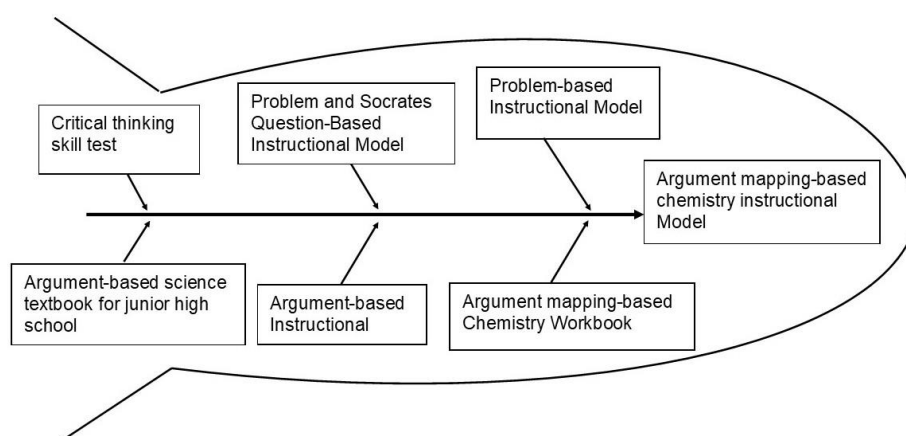 Critical thinking
skill test
Problem and Socrates
Question-Based
Instructional Model
Problem-based
Instructional Model
Argument mapping-based
chemistry instructional
Model
Argument-based science
textbook for junior high
school
Argument-based
Instructional
Argument mapping-based
Chemistry Workbook